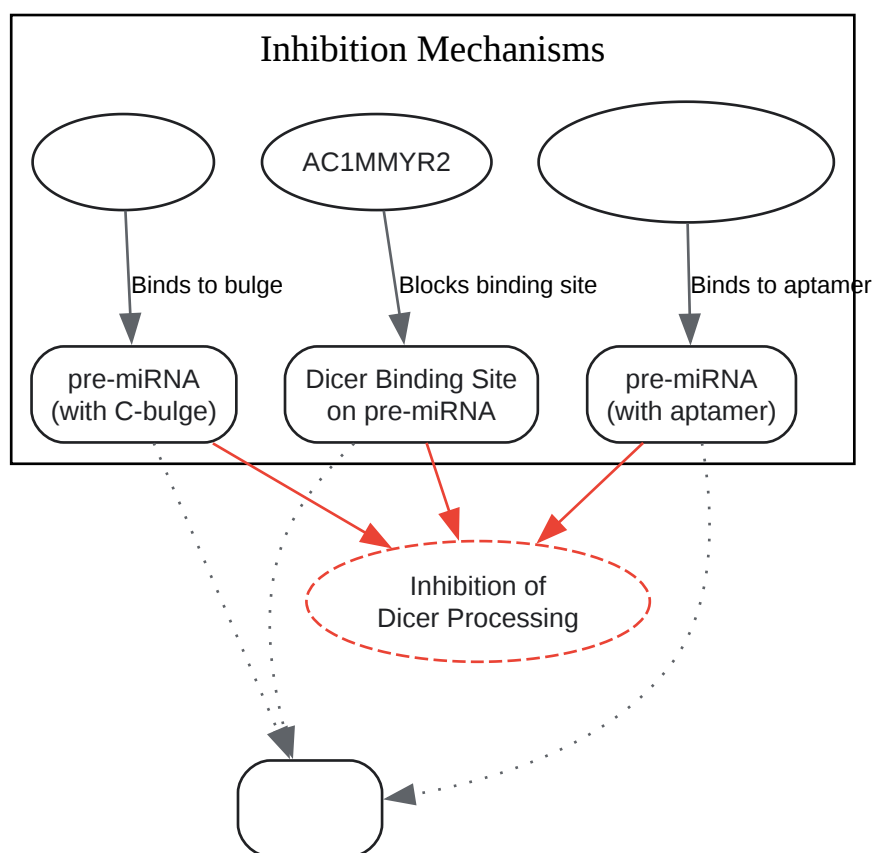 Inhibition Mechanisms
AC1MMYR2
Binds to bulge
Blocks binding site
Binds to aptamer
pre-miRNA
(with C-bulge)
Dicer Binding Site
on pre-miRNA
pre-miRNA
(with aptamer)
Inhibition of
Dicer Processing